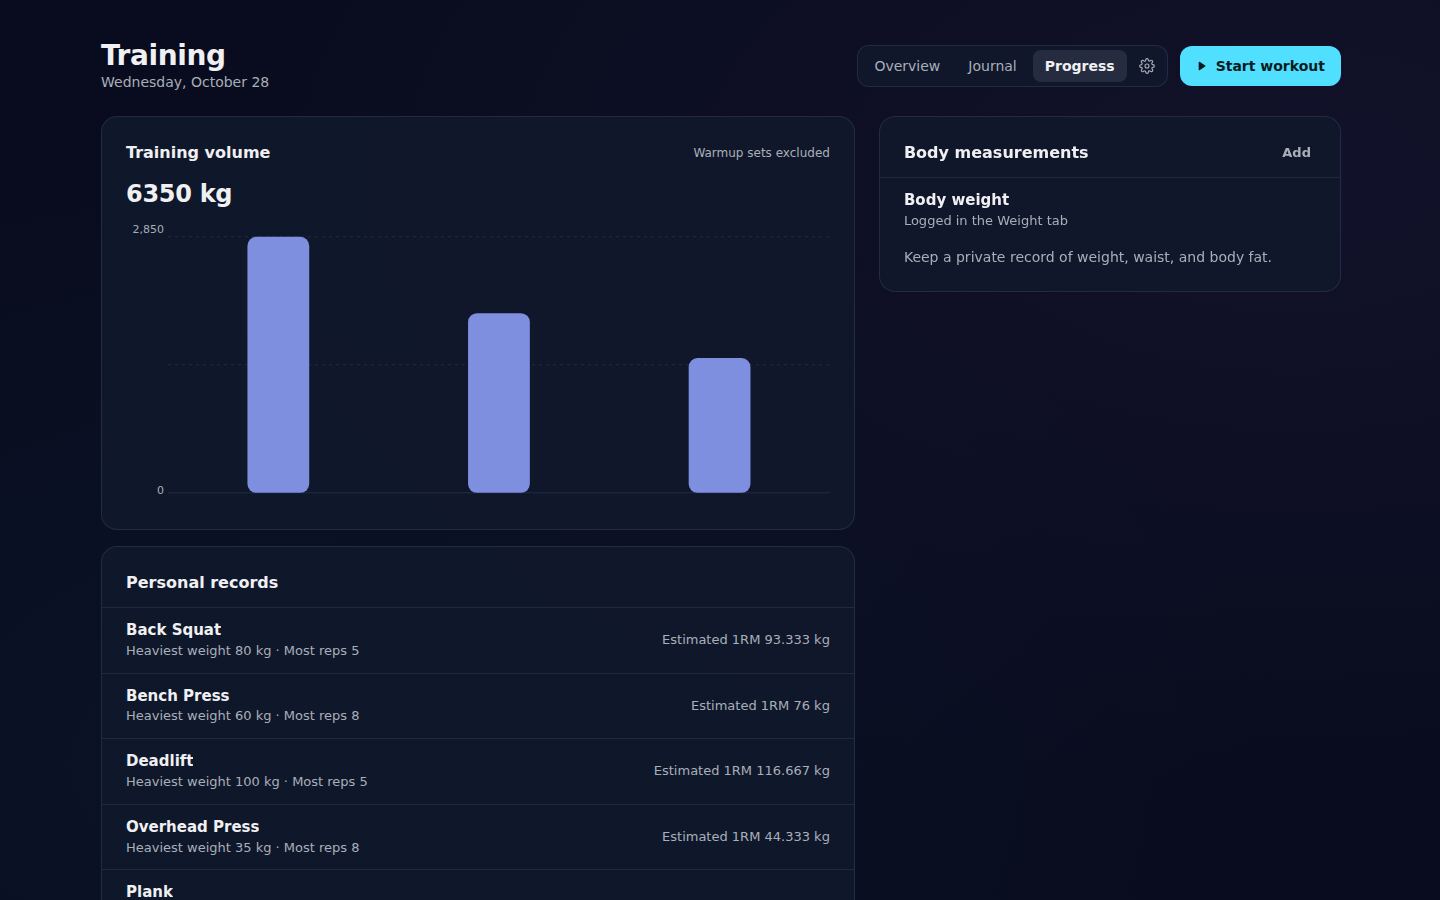 Training
Wednesday, October 28
Overview
Journal
Progress
Start workout
Training volume
Warmup sets excluded
6350 kg
2,850
0
Body measurements
Add
Body weight
Logged in the Weight tab
Keep a private record of weight, waist, and body fat.
Personal records
Back Squat
Heaviest weight 80 kg · Most reps 5
Estimated 1RM 93.333 kg
Bench Press
Heaviest weight 60 kg · Most reps 8
Estimated 1RM 76 kg
Deadlift
Heaviest weight 100 kg · Most reps 5
Estimated 1RM 116.667 kg
Overhead Press
Heaviest weight 35 kg · Most reps 8
Estimated 1RM 44.333 kg
Plank